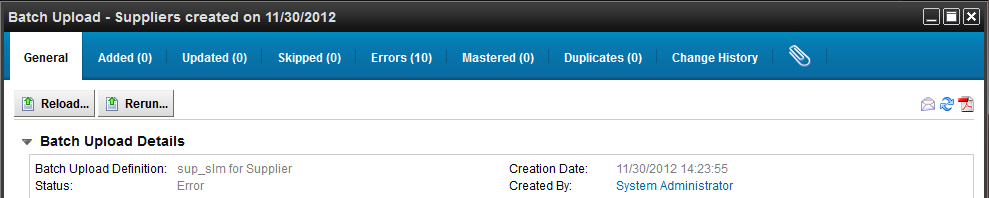 Batch Upload - Suppliers created on 11/30/2012
General Added (0) Updated (0) Skipped (0) Errors (10) Mastered (0) Duplicates (0) Change History
Reload... Rerun...
Batch Upload Details
Batch Upload Definition: sup_slm for Supplier Creation Date: 11/30/2012 14:23:55
Status: Error Created By: System Administrator